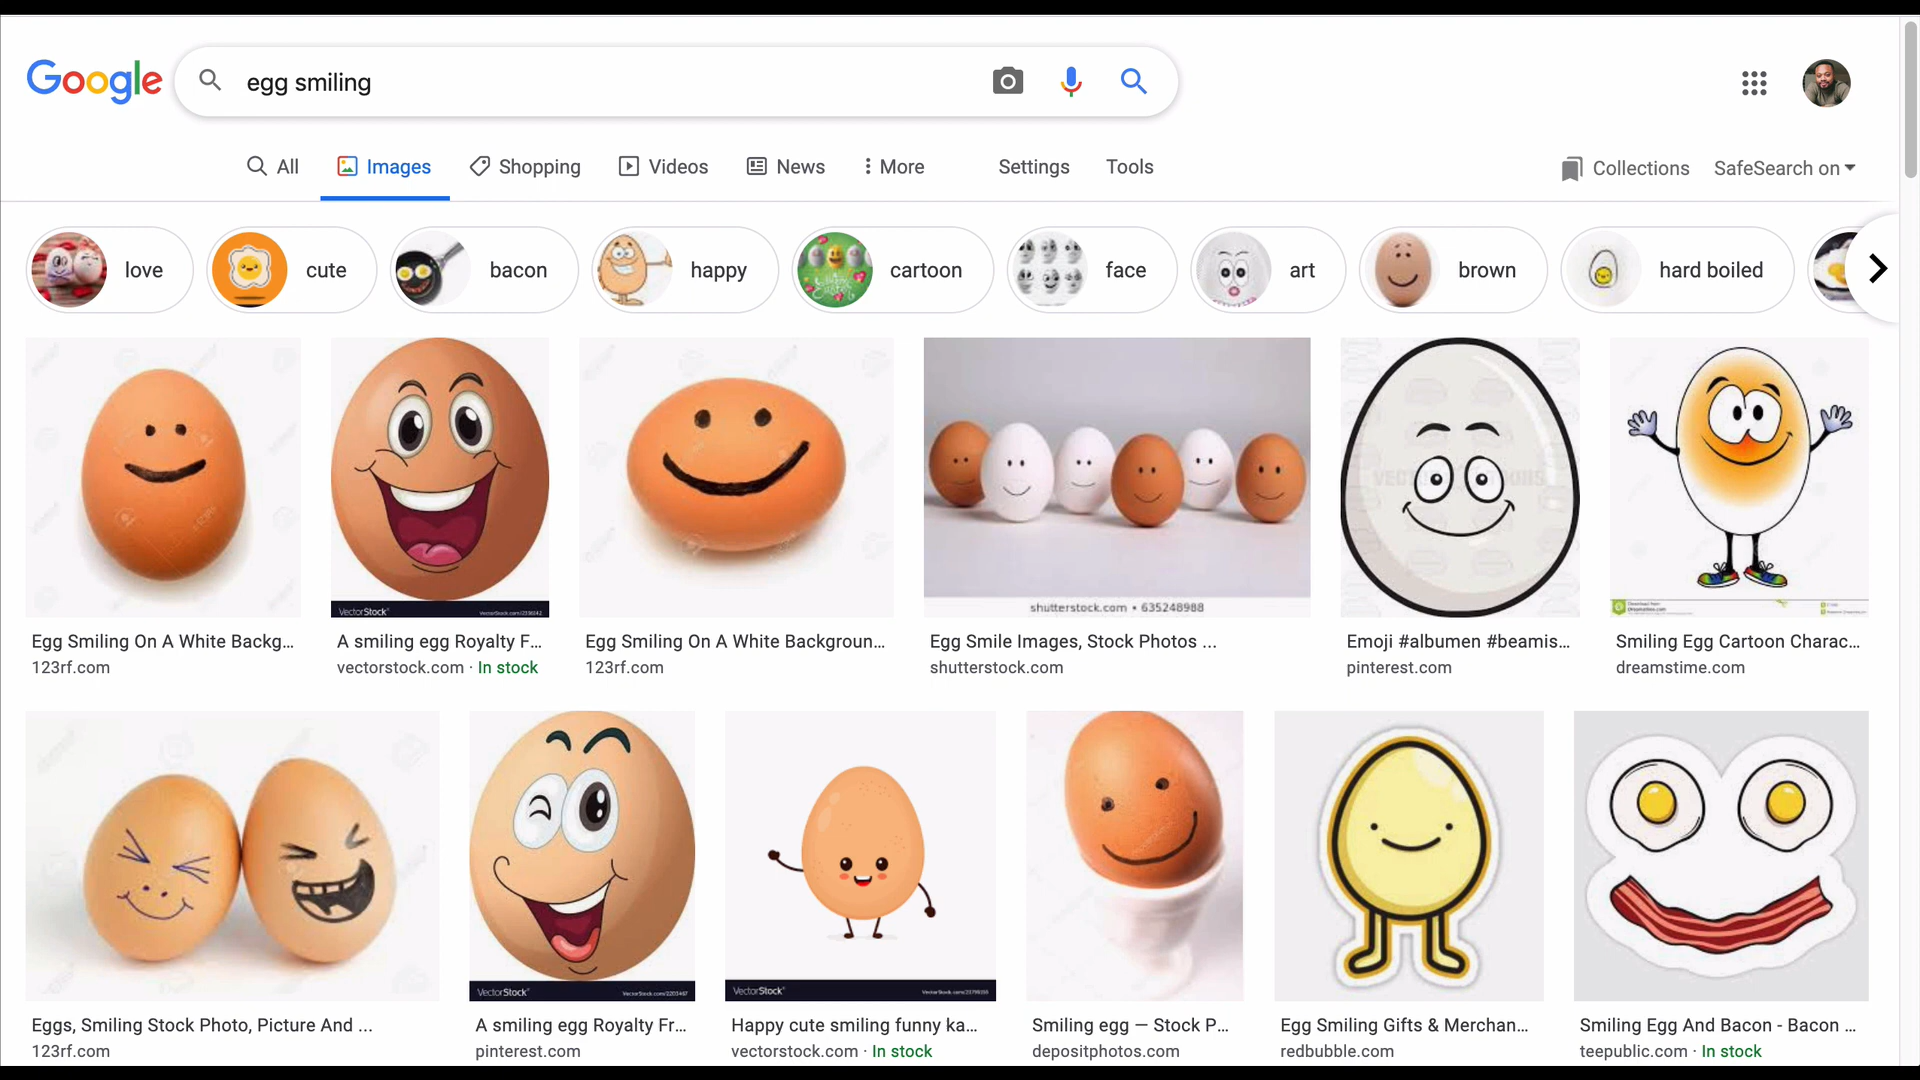 Google
egg smiling
All
Images
Shopping
Videos
News
More
Settings
Tools
Collections
SafeSearch on
love
cute
bacon
happy
cartoon
face
art
brown
hard boiled
VectorStock
shutterstock.com • 635248988
Egg Smiling On A White Backg...
123rf.com
A smiling egg Royalty F...
vectorstock.com · In stock
Egg Smiling On A White Backgroun...
123rf.com
Egg Smile Images, Stock Photos ...
shutterstock.com
Emoji #albumen #beamis...
pinterest.com
Smiling Egg Cartoon Charac...
dreamstime.com
VectorStock
VectorStock
Eggs, Smiling Stock Photo, Picture And ...
123rf.com
A smiling egg Royalty Fr...
pinterest.com
Happy cute smiling funny ka...
vectorstock.com · In stock
Smiling egg — Stock P...
depositphotos.com
Egg Smiling Gifts & Merchan...
redbubble.com
Smiling Egg And Bacon - Bacon ...
teepublic.com · In stock